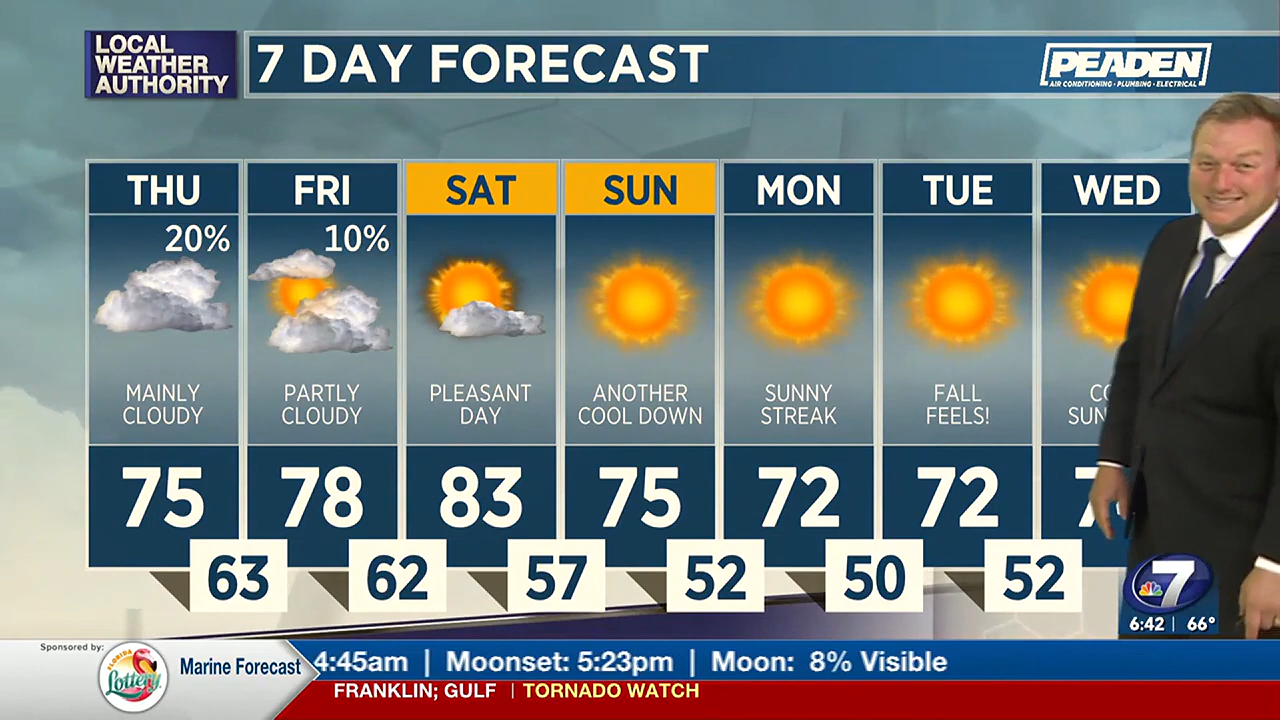 LOCAL
WEATHER
AUTHORITY
7 DAY FORECAST
PEADEN
AIR CONDITIONING • PLUMBING • ELECTRICAL
THU
FRI
SAT
SUN
MON
TUE
WED
20%
10%
MAINLY
CLOUDY
PARTLY
CLOUDY
PLEASANT
DAY
ANOTHER
COOL DOWN
SUNNY
STREAK
FALL
FEELS!
75
78
83
75
72
72
63
62
57
52
50
52
7
6:42 | 66°
Sponsored by:
FLORIDA
Lottery
Marine Forecast
4:45am | Moonset: 5:23pm | Moon: 8% Visible
FRANKLIN; GULF | TORNADO WATCH